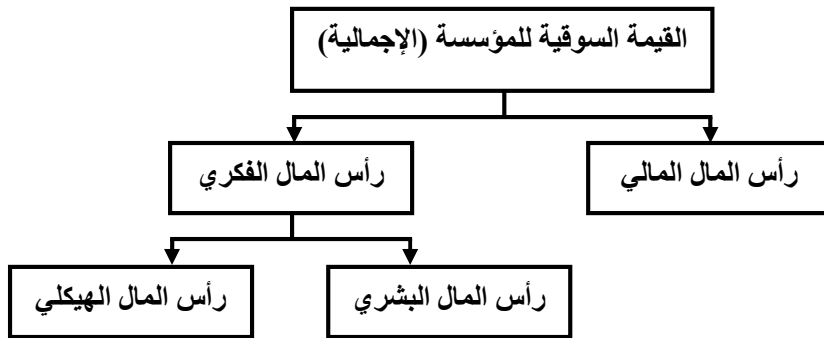 القيمة السوقية للمؤسسة (الإجمالية)
رأس المال المالي
رأس المال الفكري
رأس المال البشري
رأس المال الهيكلي